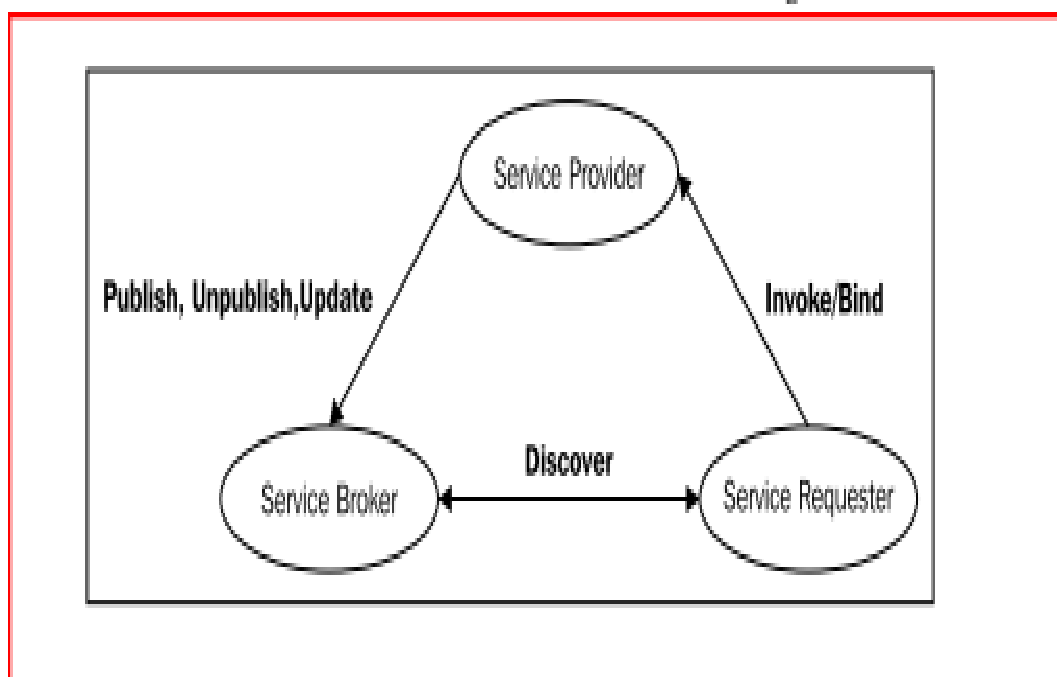 Service Provider
Publish, Unpublish,Update
Invoke/Bind
Discover
Service Broker
Service Requester